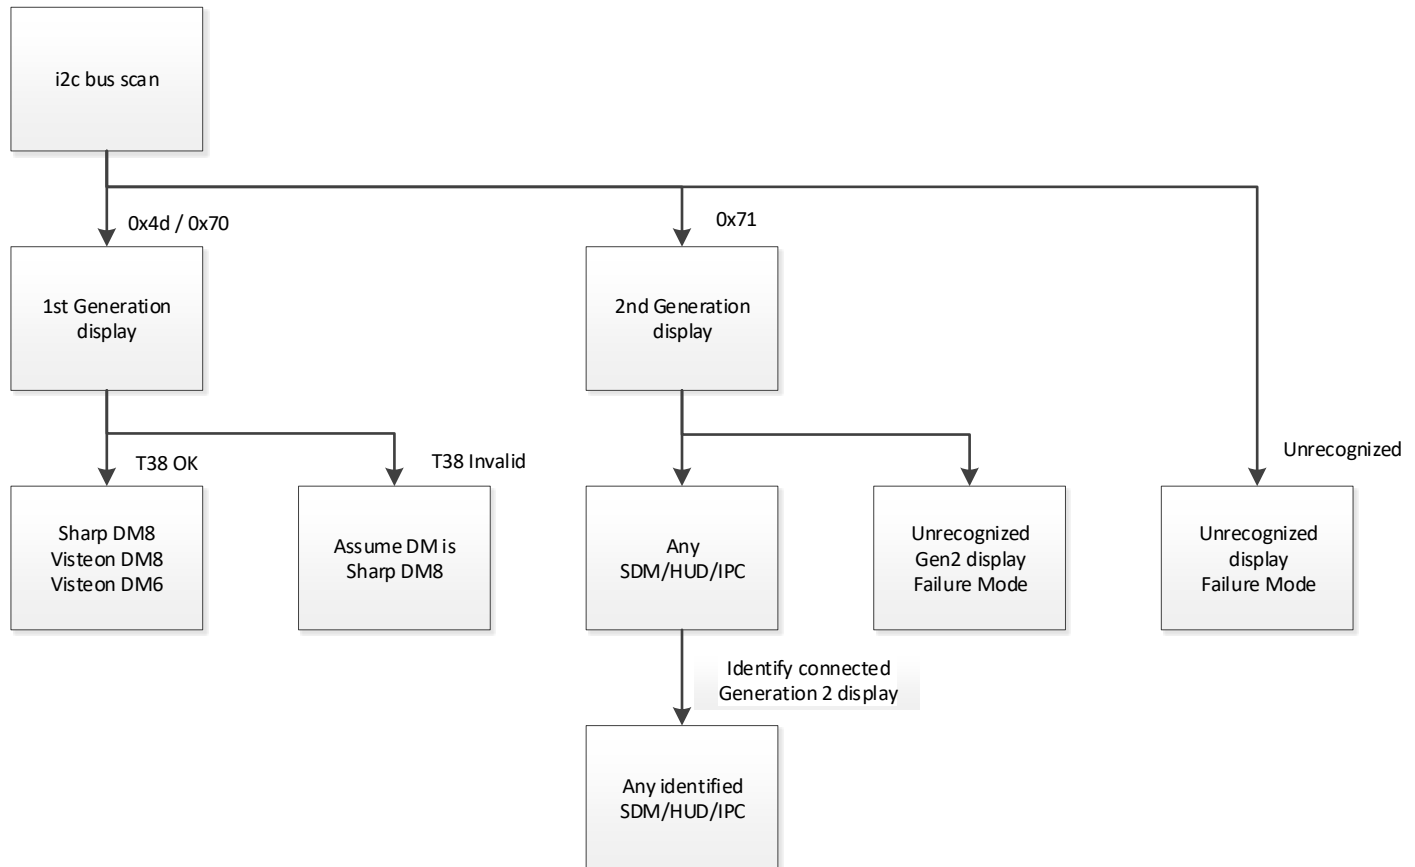 i2c bus scan
0x4d / 0x70
0x71
1st Generation
display
2nd Generation
display
T38 OK
T38 Invalid
Unrecognized
Sharp DM8
Visteon DM8
Visteon DM6
Assume DM is
Sharp DM8
Any
SDM/HUD/IPC
Unrecognized
Gen2 display
Failure Mode
Unrecognized
display
Failure Mode
Identify connected
Generation 2 display
Any identified
SDM/HUD/IPC